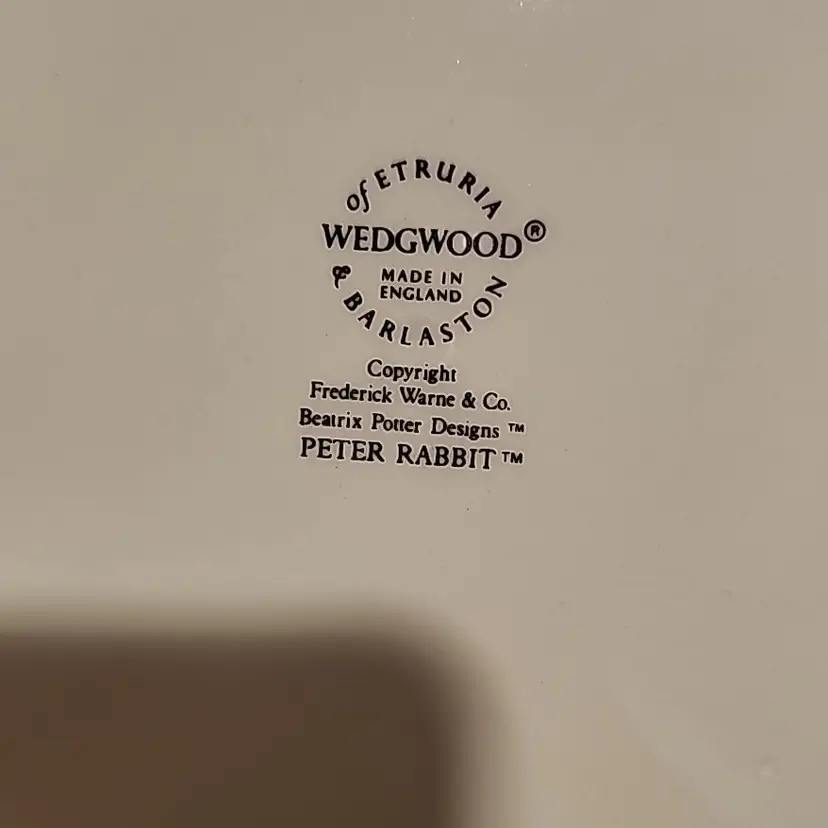 of ETRURIA
WEDGWOOD®
MADE IN
ENGLAND
& BARLASTON
Copyright
Frederick Warne & Co.
Beatrix Potter Designs ™
PETER RABBIT ™